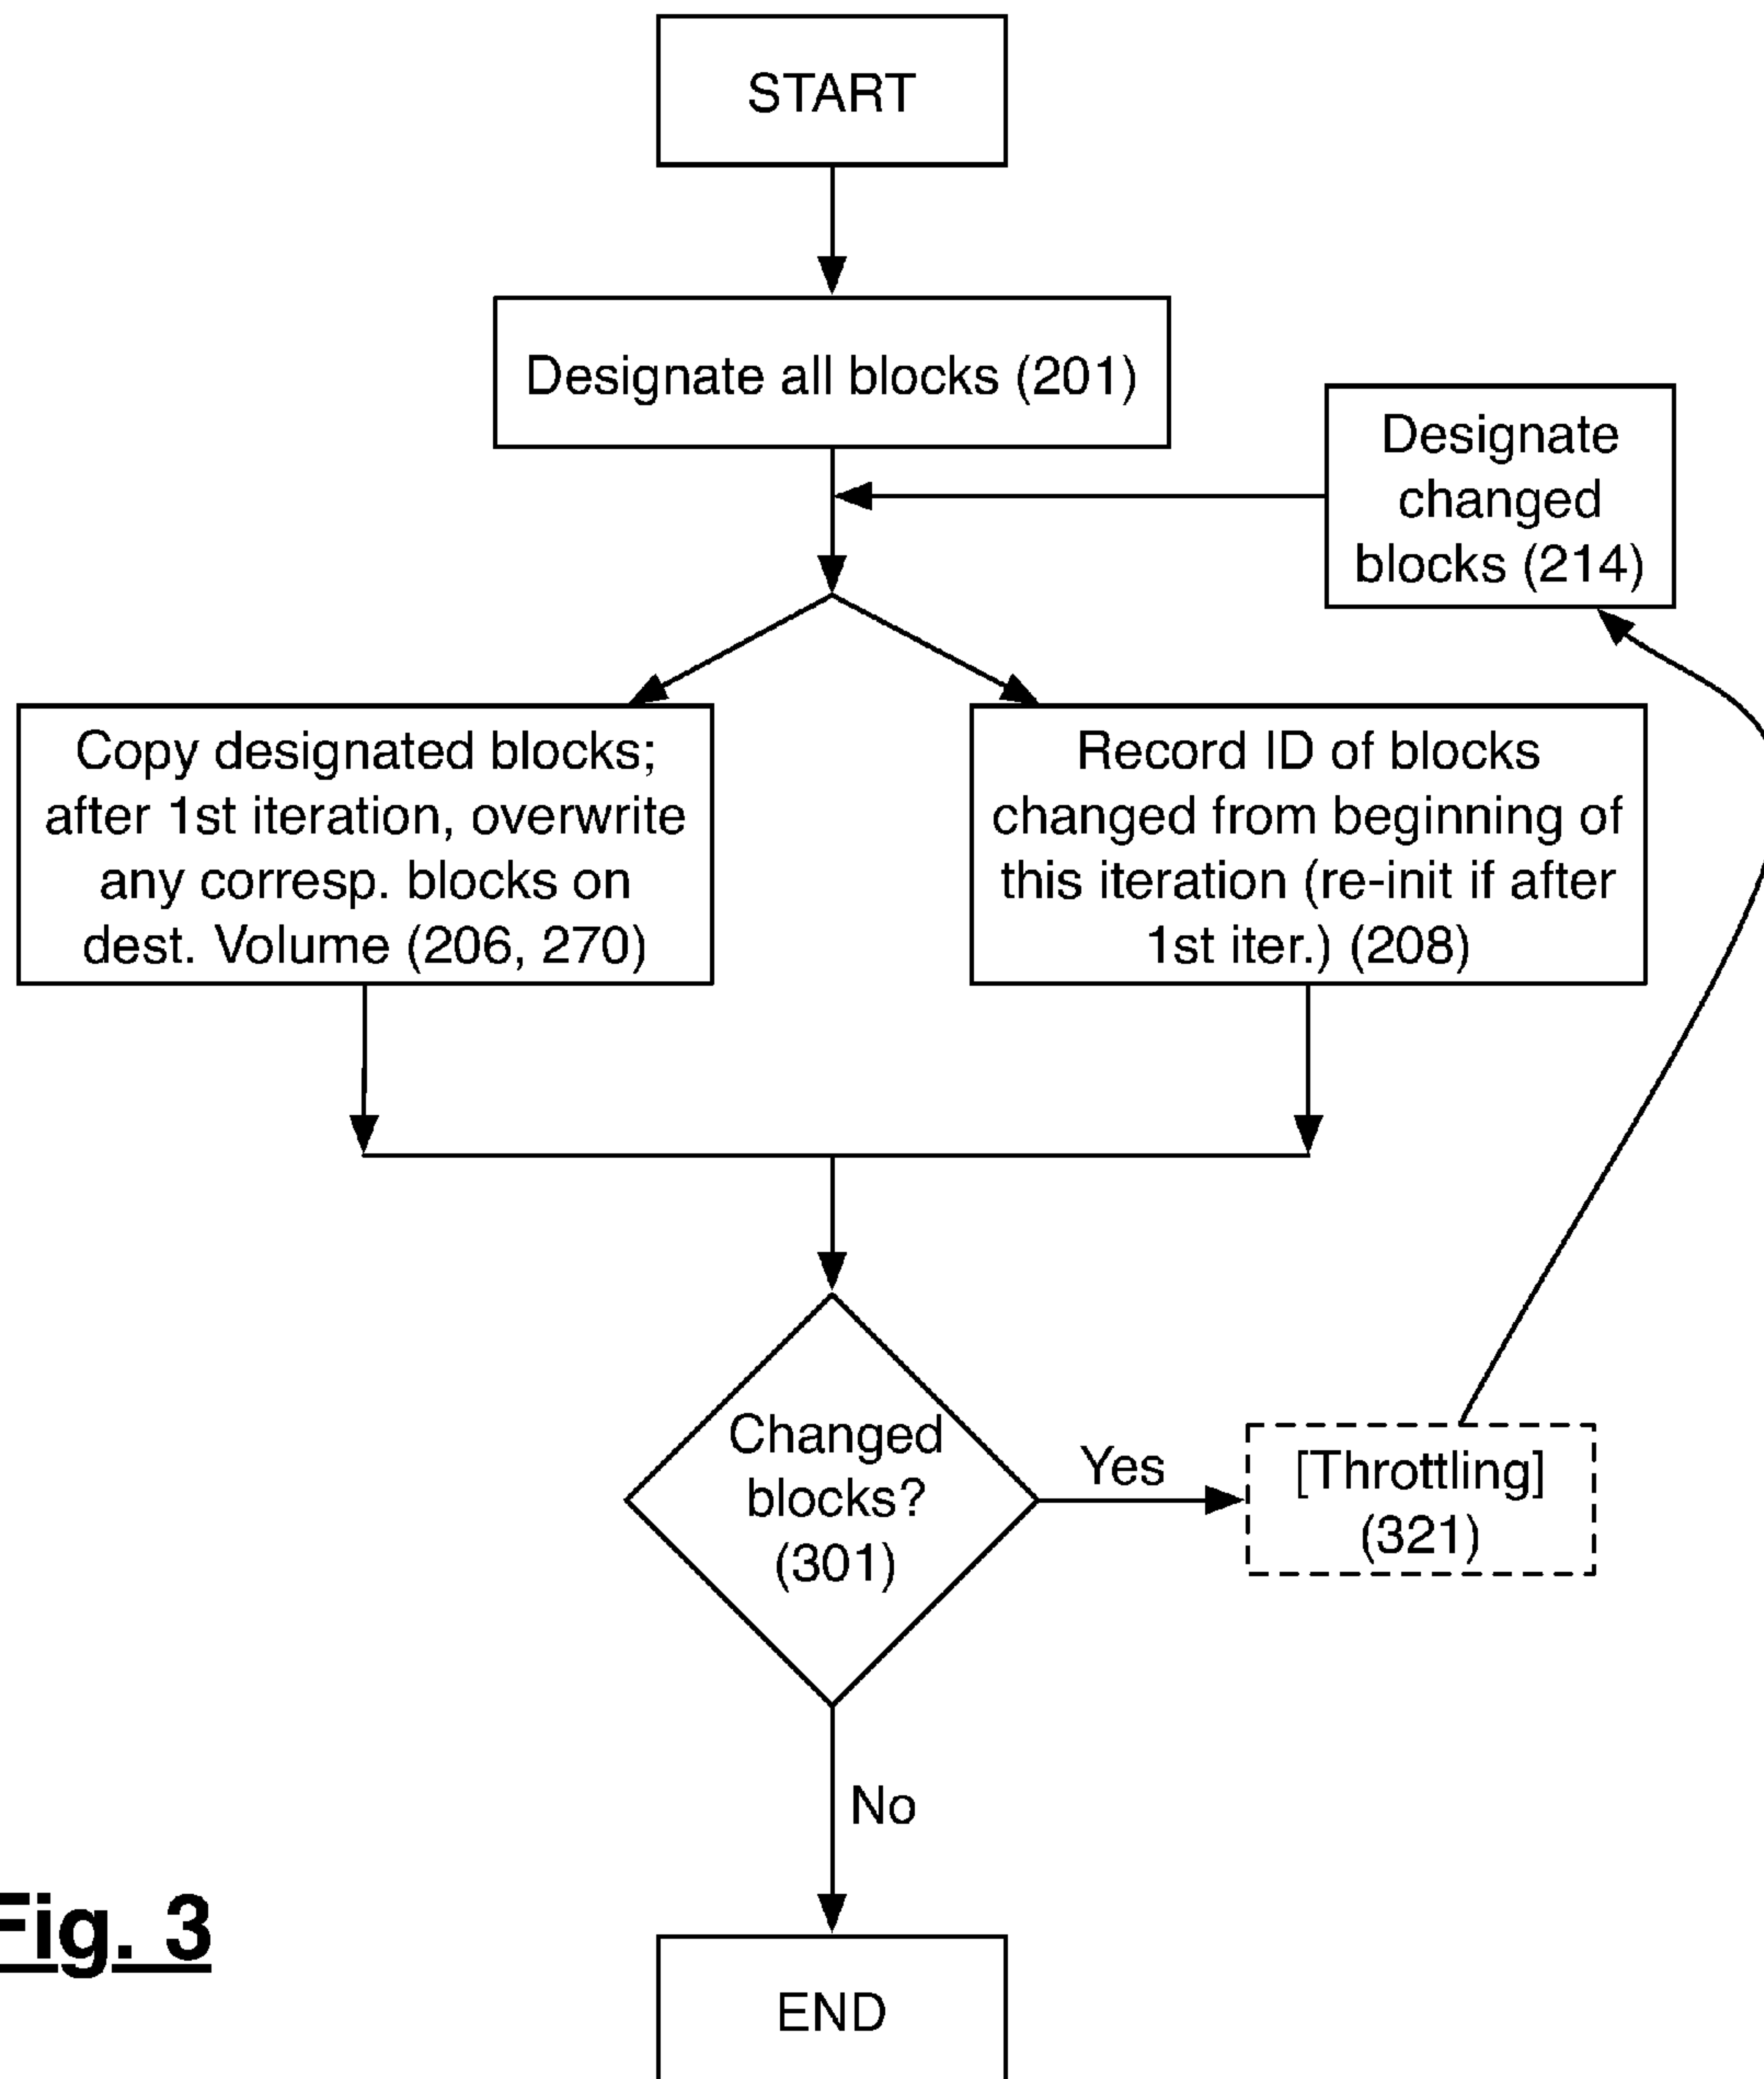 START
Designate all blocks (201)
Designate
changed
blocks (214)
Copy designated blocks;
after 1st iteration, overwrite
any corresp. blocks on
dest. Volume (206, 270)
Record ID of blocks
changed from beginning of
this iteration (re-init if after
1st iter.) (208)
Changed
blocks?
(301)
Yes
[Throttling]
(321)
No
Fig. 3
END